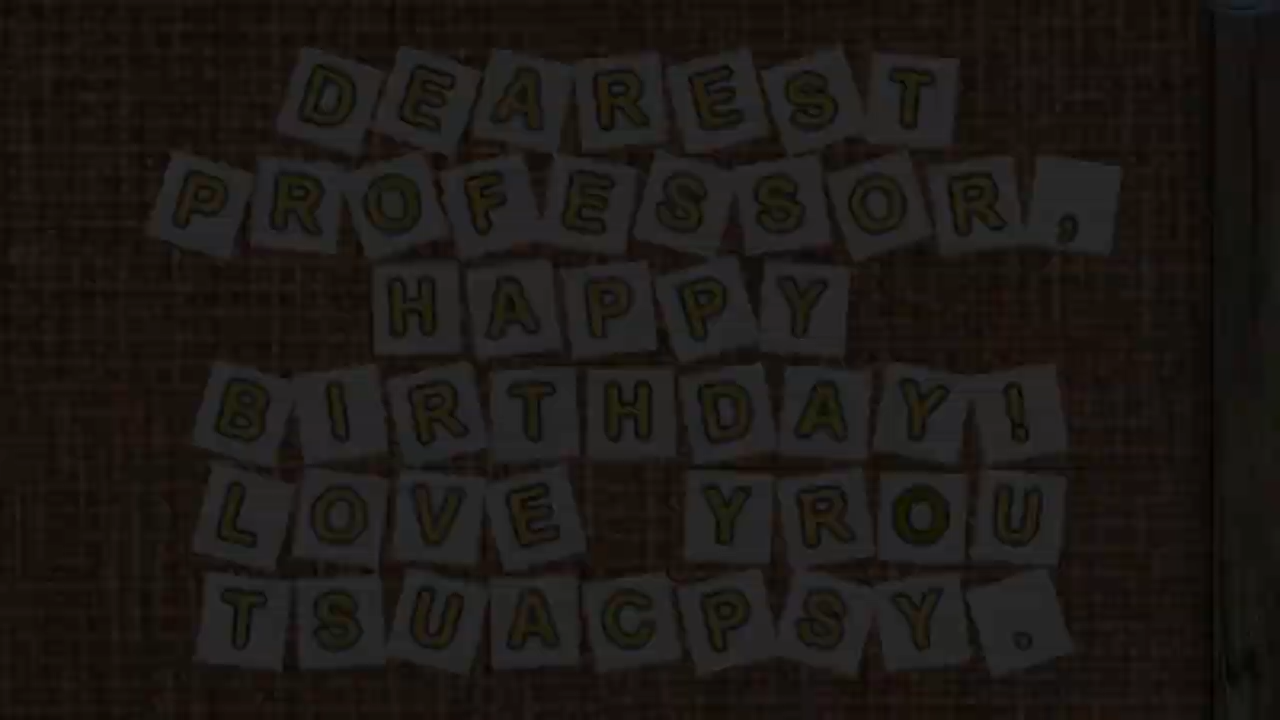 DEAREST
PROFESSOR,
HAPPY
BIRTHDAY!
LOVE YROU
TSUACPSY.